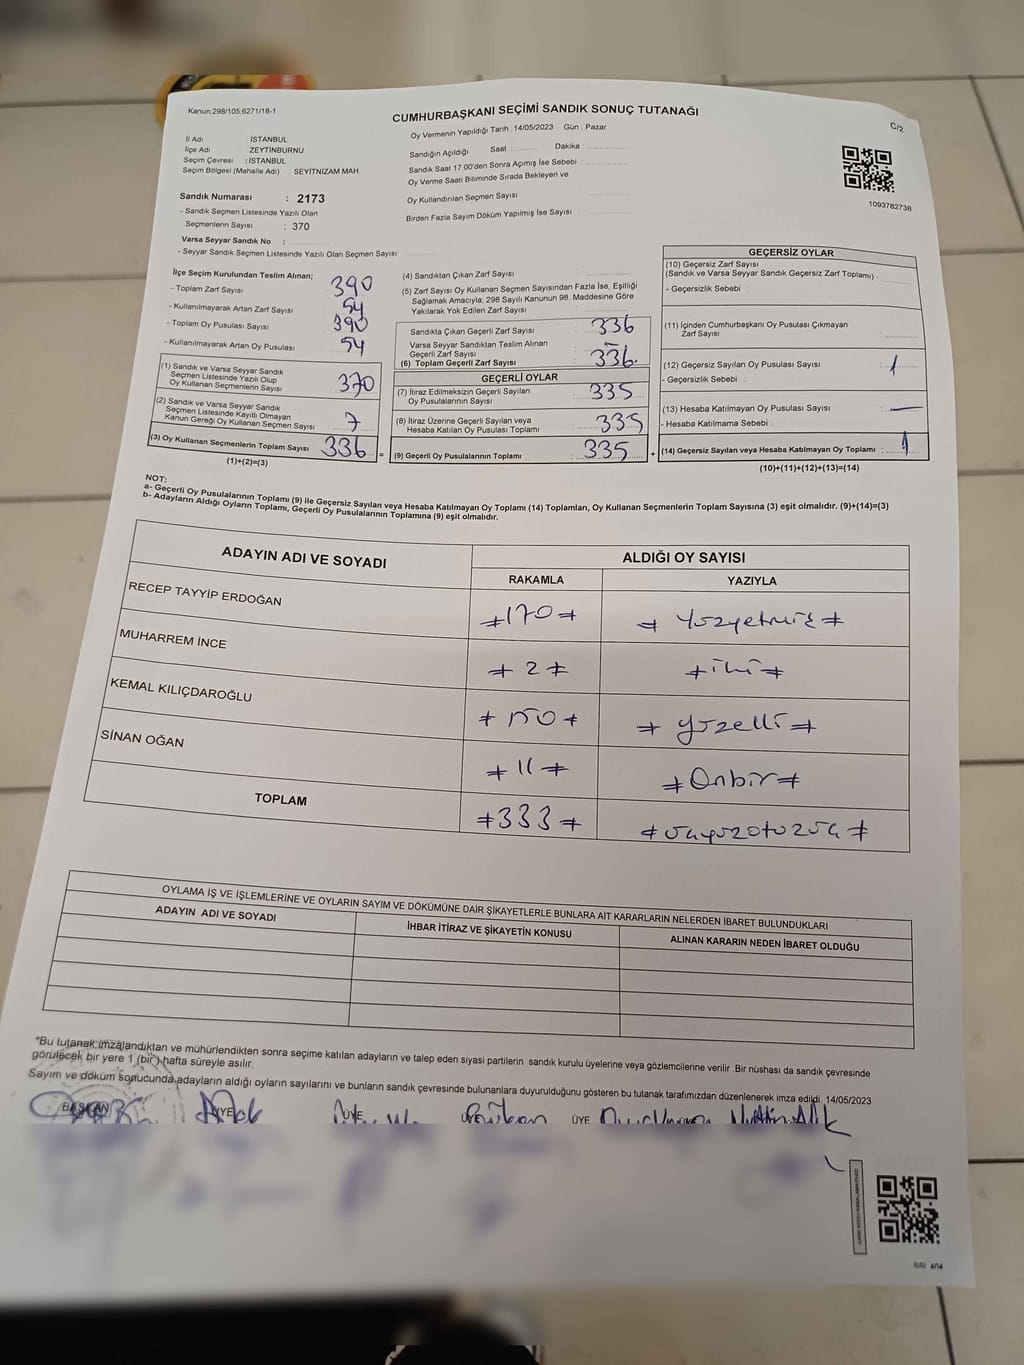 Kanun:298/105,6271/18-1
CUMHURBAŞKANI SEÇİMİ SANDIK SONUÇ TUTANAĞI
C/2
Oy Vermenin Yapıldığı Tarih :14/05/2023 Gün : Pazar
İl Adı : İSTANBUL
İlçe Adı : ZEYTİNBURNU
Seçim Çevresi : İSTANBUL
Seçim Bölgesi (Mahalle Adı) SEYİTNİZAM MAH.
Sandığın Açıldığı Saat Dakika :
Sandık Saat 17:00'den Sonra Açımış İse Sebebi :
Oy Verme Saati Bitiminde Sırada Bekleyen ve
Oy Kullandırılan Seçmen Sayısı
Birden Fazla Sayım Döküm Yapılmış İse Sayısı :
1093782738
Sandık Numarası : 2173
- Sandık Seçmen Listesinde Yazılı Olan
Seçmenlerin Sayısı : 370
Varsa Seyyar Sandık No :
- Seyyar Sandık Seçmen Listesinde Yazılı Olan Seçmen Sayısı:
İlçe Seçim Kurulundan Teslim Alınan;
- Toplam Zarf Sayısı 390
- Kullanılmayarak Artan Zarf Sayısı 54
- Toplam Oy Pusulası Sayısı 390
- Kullanılmayarak Artan Oy Pusulası 54
(1) Sandık ve Varsa Seyyar Sandık
Seçmen Listesinde Yazılı Olup
Oy Kullanan Seçmenlerin Sayısı 370
(2) Sandık ve Varsa Seyyar Sandık
Seçmen Listesinde Kayıtlı Olmayan
Kanun Gereği Oy Kullanan Seçmen Sayısı : 7
(3) Oy Kullanan Seçmenlerin Toplam Sayısı 336 =
(1)+(2)=(3)
(4) Sandıktan Çıkan Zarf Sayısı
(5) Zarf Sayısı Oy Kullanan Seçmen Sayısından Fazla İse, Eşitliği
Sağlamak Amacıyla, 298 Sayılı Kanunun 98. Maddesine Göre
Yakılarak Yok Edilen Zarf Sayısı
Sandıkta Çıkan Geçerli Zarf Sayısı : 336
Varsa Seyyar Sandıktan Teslim Alınan
Geçerli Zarf Sayısı : –
(6) Toplam Geçerli Zarf Sayısı : 336.
GEÇERLİ OYLAR
(7) İtiraz Edilmeksizin Geçerli Sayılan
Oy Pusulalarının Sayısı : 335
(8) İtiraz Üzerine Geçerli Sayılan veya
Hesaba Katılan Oy Pusulası Toplamı : 335
(9) Geçerli Oy Pusulalarının Toplamı : 335 +
GEÇERSİZ OYLAR
(10) Geçersiz Zarf Sayısı
(Sandık ve Varsa Seyyar Sandık Geçersiz Zarf Toplamı) :
- Geçersizlik Sebebi :
(11) İçinden Cumhurbaşkanı Oy Pusulası Çıkmayan
Zarf Sayısı
(12) Geçersiz Sayılan Oy Pusulası Sayısı : 1
- Geçersizlik Sebebi :
(13) Hesaba Katılmayan Oy Pusulası Sayısı : —
- Hesaba Katılmama Sebebi :
(14) Geçersiz Sayılan veya Hesaba Katılmayan Oy Toplamı : 1
(10)+(11)+(12)+(13)=(14)
NOT:
a- Geçerli Oy Pusulalarının Toplamı (9) ile Geçersiz Sayılan veya Hesaba Katılmayan Oy Toplamı (14) Toplamları, Oy Kullanan Seçmenlerin Toplam Sayısına (3) eşit olmalıdır. (9)+(14)=(3)
b- Adayların Aldığı Oyların Toplamı, Geçerli Oy Pusulalarının Toplamına (9) eşit olmalıdır.
ADAYIN ADI VE SOYADI ALDIĞI OY SAYISI
RAKAMLA YAZIYLA
RECEP TAYYİP ERDOĞAN ≠170≠ ≠ yüzyetmiş ≠
MUHARREM İNCE ≠ 2 ≠ ≠ iki ≠
KEMAL KILIÇDAROĞLU ≠ 150 ≠ ≠ yüzelli ≠
SİNAN OĞAN ≠ 11 ≠ ≠ Onbir ≠
TOPLAM ≠ 333 ≠ ≠ üçyüzotuzüç ≠
OYLAMA İŞ VE İŞLEMLERİNE VE OYLARIN SAYIM VE DÖKÜMÜNE DAİR ŞİKAYETLERLE BUNLARA AİT KARARLARIN NELERDEN İBARET BULUNDUKLARI
ADAYIN ADI VE SOYADI İHBAR İTİRAZ VE ŞİKAYETİN KONUSU ALINAN KARARIN NEDEN İBARET OLDUĞU
"Bu tutanak imzalandıktan ve mühürlendikten sonra seçime katılan adayların ve talep eden siyasi partilerin sandık kurulu üyelerine veya gözlemcilerine verilir .Bir nüshası da sandık çevresinde
görülecek bir yere 1 (bir ) hafta süreyle asılır.
Sayım ve döküm sonucunda adayların aldığı oyların sayılarını ve bunların sandık çevresinde bulunanlara duyurulduğunu gösteren bu tutanak tarafımızdan düzenlenerek imza edildi. 14/05/2023
BAŞKAN ÜYE ÜYE ÜYE